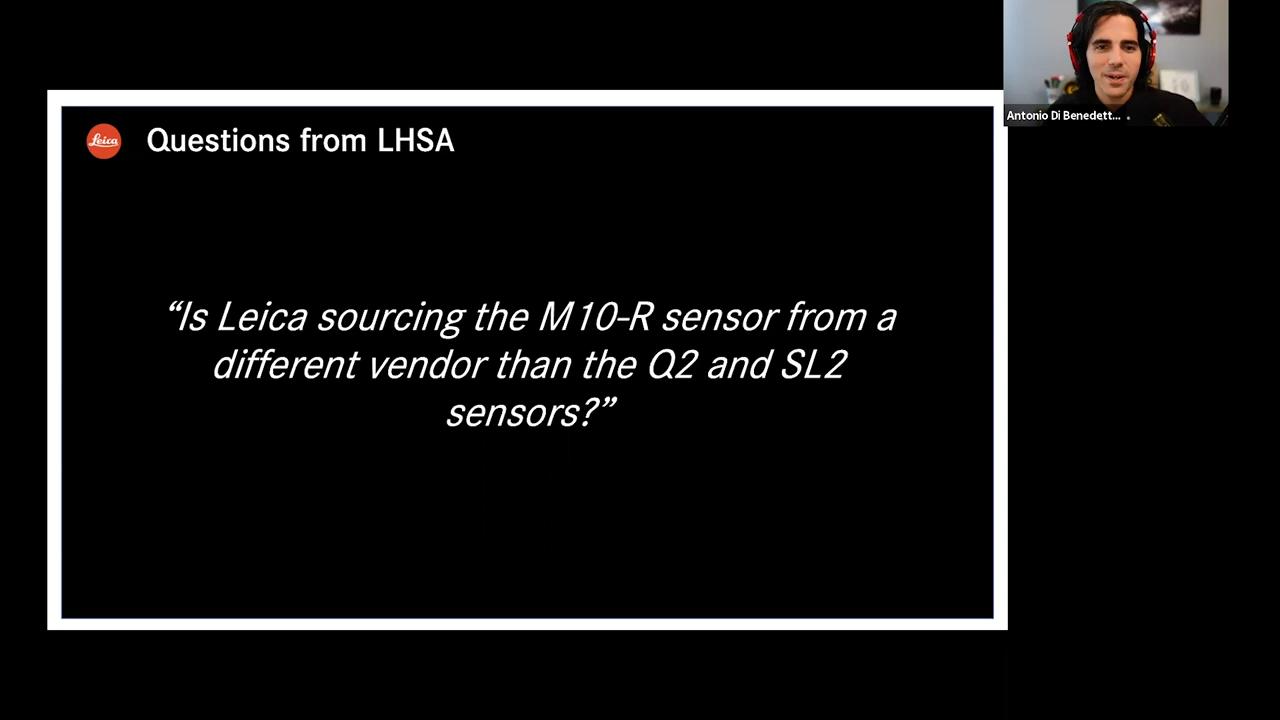 Leica
Questions from LHSA
“Is Leica sourcing the M10-R sensor from a
different vendor than the Q2 and SL2
sensors?”
Antonio Di Benedett...